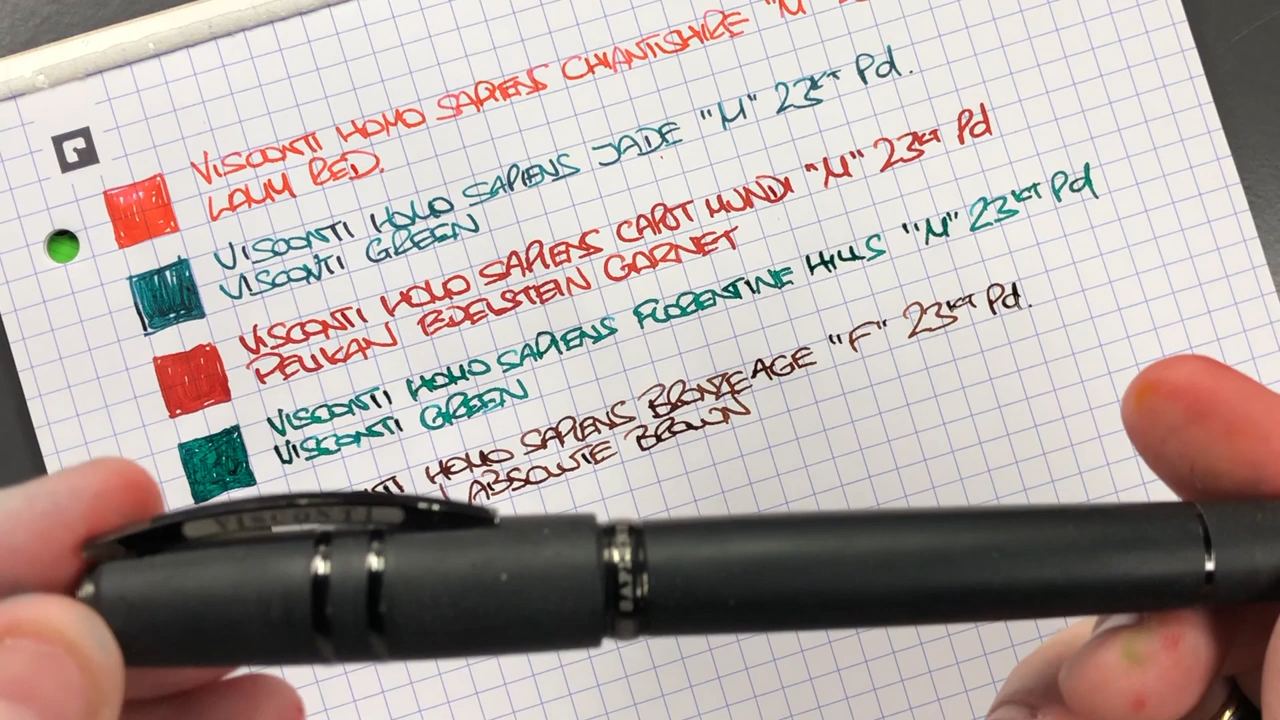 VISCONTI HOMO SAPIENS CHIANTISHIRE "M"
LAMY RED.
VISCONTI HOMO SAPIENS JADE "M" 23KT Pd.
VISCONTI GREEN
VISCONTI HOMO SAPIENS CAPUT MUNDI "M" 23KT Pd
PELIKAN EDELSTEIN GARNET
VISCONTI HOMO SAPIENS FLORENTINE HILLS "M" 23KT Pd
VISCONTI GREEN
NTI HOMO SAPIENS BRONZE AGE "F" 23KT Pd.
ABSOLUTE BROWN
VISCONTI